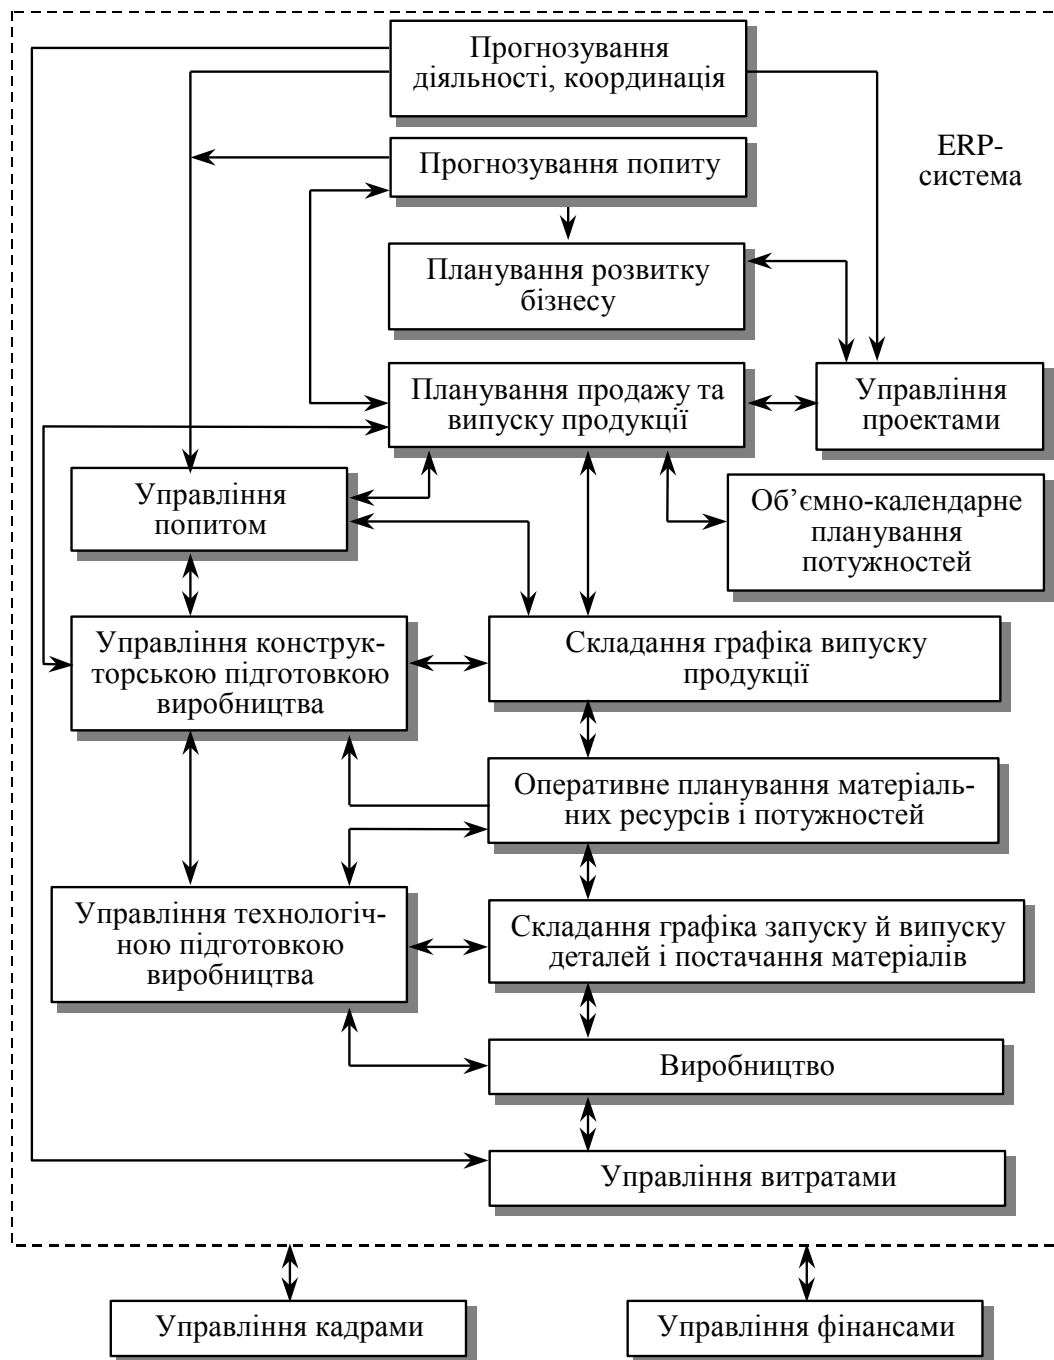 Прогнозування
діяльності, координація
ERP-
система
Прогнозування попиту
Планування розвитку
бізнесу
Планування продажу та
випуску продукції
Управління
проектами
Управління
попитом
Об’ємно-календарне
планування
потужностей
Управління конструк-
торською підготовкою
виробництва
Складання графіка випуску
продукції
Оперативне планування матеріаль-
них ресурсів і потужностей
Управління технологіч-
ною підготовкою
виробництва
Складання графіка запуску й випуску
деталей і постачання матеріалів
Виробництво
Управління витратами
Управління кадрами
Управління фінансами